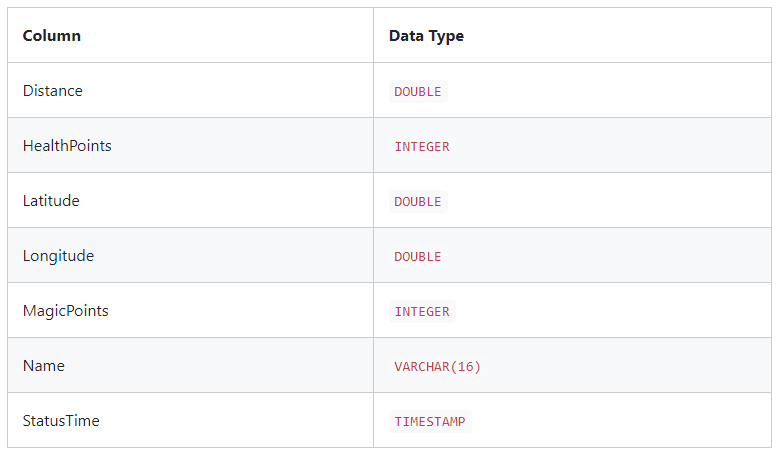 Column Data Type
Distance DOUBLE
HealthPoints INTEGER
Latitude DOUBLE
Longitude DOUBLE
MagicPoints INTEGER
Name VARCHAR(16)
StatusTime TIMESTAMP